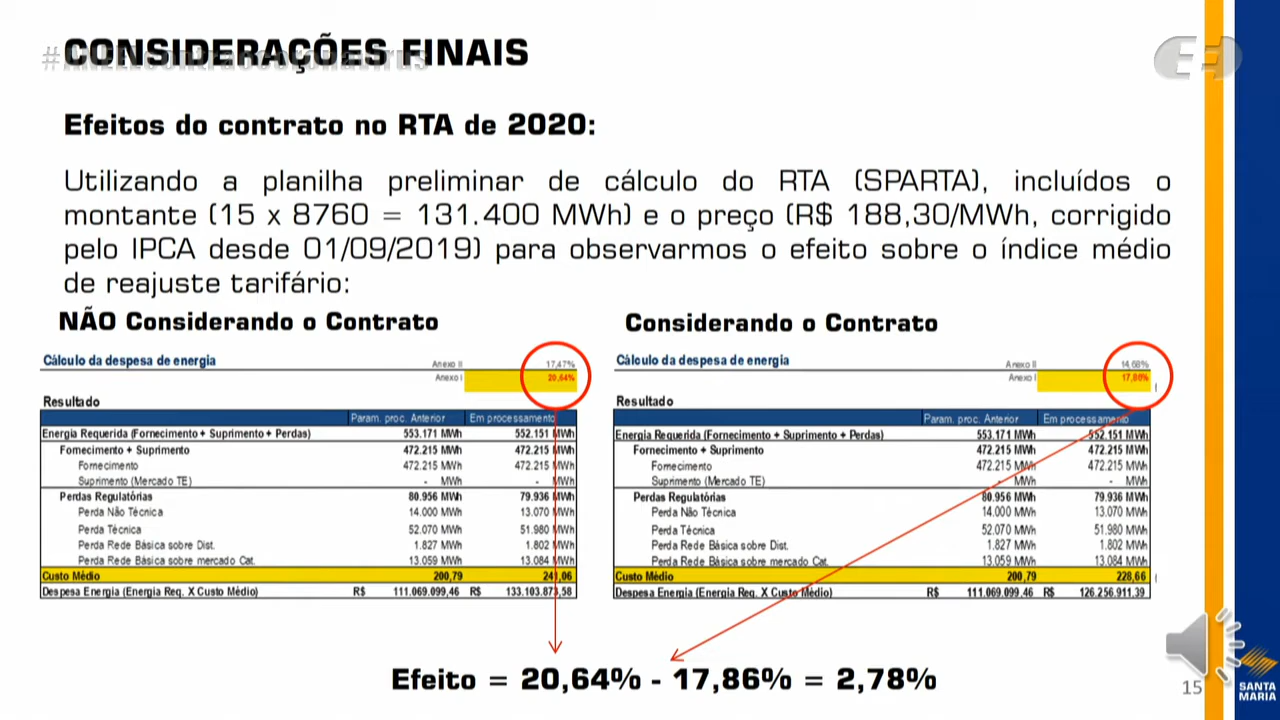 CONSIDERAÇÕES FINAIS
Efeitos do contrato no RTA de 2020:
Utilizando a planilha preliminar de cálculo do RTA (SPARTA), incluídos o
montante (15 x 8760 = 131.400 MWh) e o preço (R$ 188,30/MWh, corrigido
pelo IPCA desde 01/09/2019) para observarmos o efeito sobre o índice médio
de reajuste tarifário:
NÃO Considerando o Contrato
Cálculo da despesa de energia
Anexo II 17,47%
Anexo I 20,64%
Resultado
Param. proc. Anterior Em processamento
Energia Requerida (Fornecimento + Suprimento + Perdas) 553.171 MWh 552.151 MWh
Fornecimento + Suprimento 472.215 MWh 472.215 MWh
Fornecimento 472.215 MWh 472.215 MWh
Suprimento (Mercado TE) - MWh - MWh
Perdas Regulatórias 80.956 MWh 79.936 MWh
Perda Não Técnica 14.000 MWh 13.070 MWh
Perda Técnica 52.070 MWh 51.980 MWh
Perda Rede Básica sobre Dist. 1.827 MWh 1.802 MWh
Perda Rede Básica sobre mercado Cat. 13.059 MWh 13.084 MWh
Custo Médio 200,79 241,06
Despesa Energia (Energia Req. X Custo Médio) R$ 111.069.099,46 R$ 133.103.873,58
Considerando o Contrato
Cálculo da despesa de energia
Anexo II 14,68%
Anexo I 17,86%
Resultado
Param. proc. Anterior Em processamento
Energia Requerida (Fornecimento + Suprimento + Perdas) 553.171 MWh 552.151 MWh
Fornecimento + Suprimento 472.215 MWh 472.215 MWh
Fornecimento 472.215 MWh 472.215 MWh
Suprimento (Mercado TE) - MWh - MWh
Perdas Regulatórias 80.956 MWh 79.936 MWh
Perda Não Técnica 14.000 MWh 13.070 MWh
Perda Técnica 52.070 MWh 51.980 MWh
Perda Rede Básica sobre Dist. 1.827 MWh 1.802 MWh
Perda Rede Básica sobre mercado Cat. 13.059 MWh 13.084 MWh
Custo Médio 200,79 228,66
Despesa Energia (Energia Req. X Custo Médio) R$ 111.069.099,46 R$ 126.256.911,39
Efeito = 20,64% - 17,86% = 2,78%
15
SANTA
MARIA